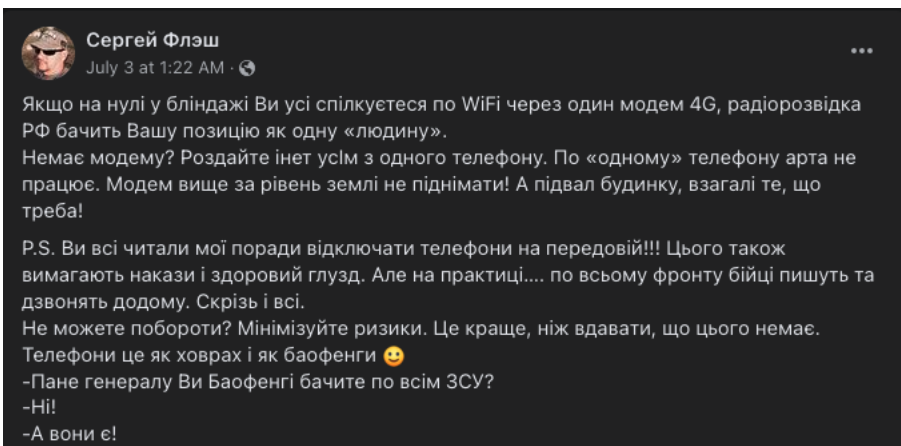 Сергей Флэш
July 3 at 1:22 AM ·
Якщо на нулі у бліндажі Ви усі спілкуєтеся по WiFi через один модем 4G, радіорозвідка
РФ бачить Вашу позицію як одну «людину».
Немає модему? Роздайте інет усІм з одного телефону. По «одному» телефону арта не
працює. Модем вище за рівень землі не піднімати! А підвал будинку, взагалі те, що
треба!
P.S. Ви всі читали мої поради відключати телефони на передовій!!! Цього також
вимагають накази і здоровий глузд. Але на практиці.... по всьому фронту бійці пишуть та
дзвонять додому. Скрізь і всі.
Не можете побороти? Мінімізуйте ризики. Це краще, ніж вдавати, що цього немає.
Телефони це як ховрах і як баофенги 🙂
-Пане генералу Ви Баофенгі бачите по всім ЗСУ?
-Ні!
-А вони є!